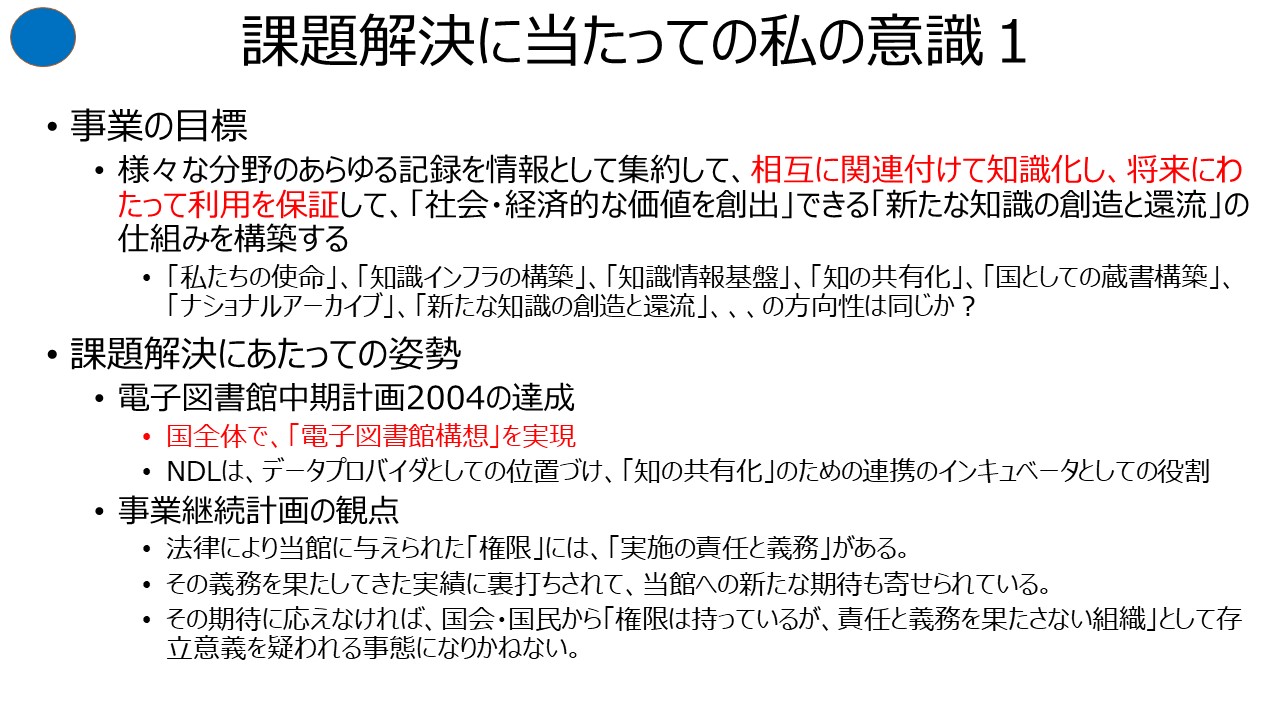 課題解決に当たっての私の意識１
• 事業の目標
• 様々な分野のあらゆる記録を情報として集約して、相互に関連付けて知識化し、将来にわ
たって利用を保証して、「社会・経済的な価値を創出」できる「新たな知識の創造と還流」の
仕組みを構築する
• 「私たちの使命」、「知識インフラの構築」、「知識情報基盤」、「知の共有化」、「国としての蔵書構築」、
「ナショナルアーカイブ」、「新たな知識の創造と還流」、、、の方向性は同じか？
• 課題解決にあたっての姿勢
• 電子図書館中期計画2004の達成
• 国全体で、「電子図書館構想」を実現
• NDLは、データプロバイダとしての位置づけ、「知の共有化」のための連携のインキュベータとしての役割
• 事業継続計画の観点
• 法律により当館に与えられた「権限」には、「実施の責任と義務」がある。
• その義務を果たしてきた実績に裏打ちされて、当館への新たな期待も寄せられている。
• その期待に応えなければ、国会・国民から「権限は持っているが、責任と義務を果たさない組織」として存
立意義を疑われる事態になりかねない。